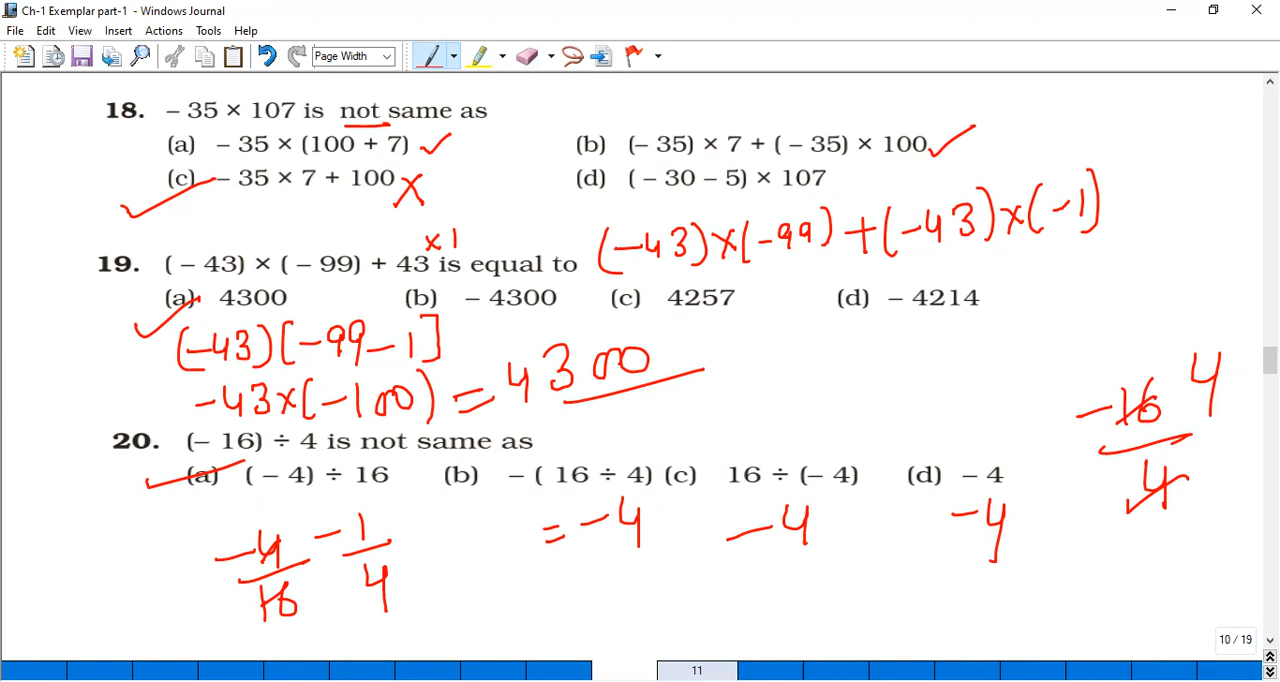 Ch-1 Exemplar part-1 - Windows Journal
File Edit View Insert Actions Tools Help
Page Width
18. – 35 × 107 is not same as
(a) – 35 × (100 + 7) (b) (– 35) × 7 + (– 35) × 100
(c) – 35 × 7 + 100 (d) (– 30 – 5) × 107
(-43)×(-99)+(-43)×(-1)
×1
19. (– 43) × (– 99) + 43 is equal to
(a) 4300 (b) – 4300 (c) 4257 (d) – 4214
(-43)[-99-1]
-43×(-100) = 4300
-16 4
4
20. (– 16) ÷ 4 is not same as
(a) (– 4) ÷ 16 (b) – ( 16 ÷ 4) (c) 16 ÷ (– 4) (d) – 4
= -4 -4 -4
-4 -1
16 4
10 / 19
11